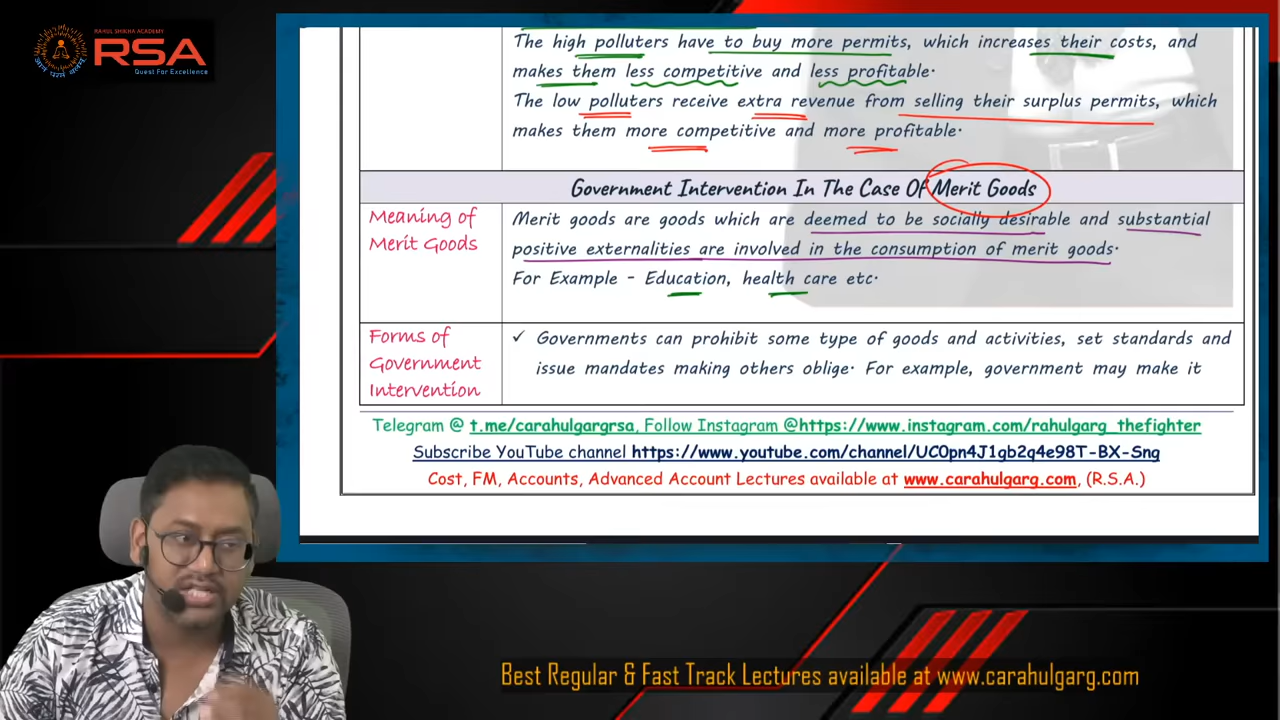 RAHUL SHIKHA ACADEMY
RSA
Quest For Excellence
The high polluters have to buy more permits, which increases their costs, and
makes them less competitive and less profitable.
The low polluters receive extra revenue from selling their surplus permits, which
makes them more competitive and more profitable.
Government Intervention In The Case Of Merit Goods
Meaning of
Merit Goods
Merit goods are goods which are deemed to be socially desirable and substantial
positive externalities are involved in the consumption of merit goods.
For Example - Education, health care etc.
Forms of
Government
Intervention
✓ Governments can prohibit some type of goods and activities, set standards and
issue mandates making others oblige. For example, government may make it
Telegram @ t.me/carahulgargrsa, Follow Instagram @https://www.instagram.com/rahulgarg_thefighter
Subscribe YouTube channel https://www.youtube.com/channel/UC0pn4J1gb2q4e98T-BX-Sng
Cost, FM, Accounts, Advanced Account Lectures available at www.carahulgarg.com, (R.S.A.)
Best Regular & Fast Track Lectures available at www.carahulgarg.com